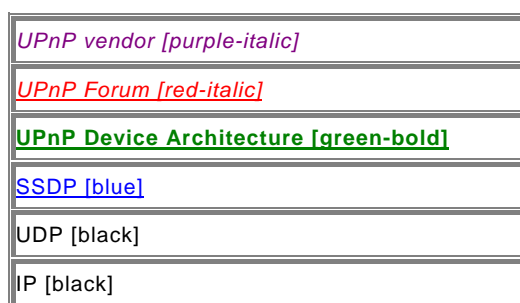 UPnP vendor [purple-italic]
UPnP Forum [red-italic]
UPnP Device Architecture [green-bold]
SSDP [blue]
UDP [black]
IP [black]